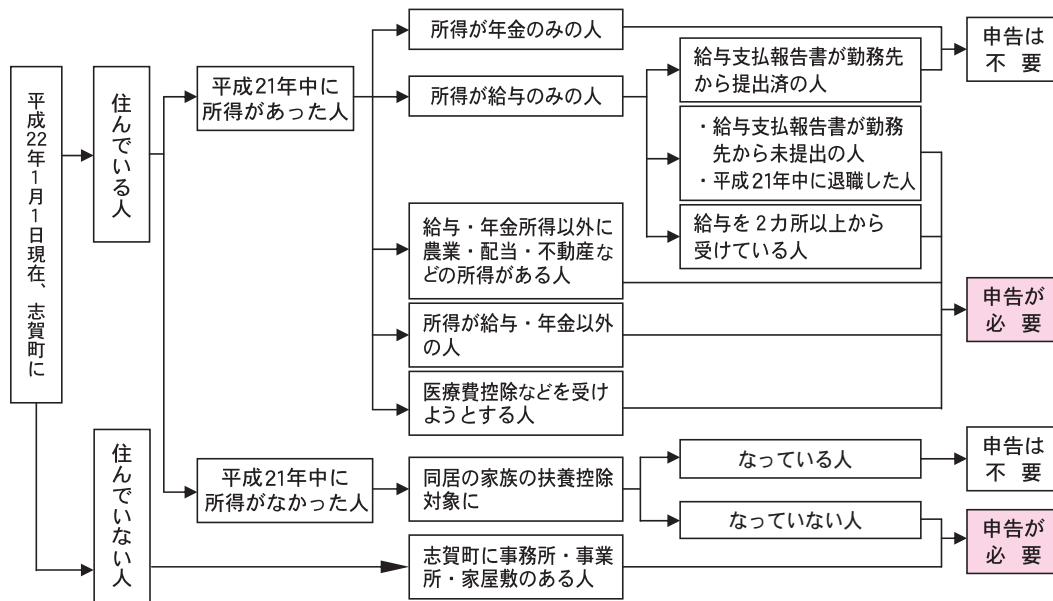 平成22年1月1日現在、志賀町に
住んでいる人
平成21年中に
所得があった人
所得が年金のみの人
申告は
不　要
所得が給与のみの人
給与支払報告書が勤務先
から提出済の人
・給与支払報告書が勤務
先から未提出の人
・平成21年中に退職した人
給与を2カ所以上から
受けている人
給与・年金所得以外に
農業・配当・不動産な
どの所得がある人
所得が給与・年金以外
の人
医療費控除などを受け
ようとする人
申告が
必　要
平成21年中に
所得がなかった人
同居の家族の扶養控除
対象に
なっている人
申告は
不　要
なっていない人
住んでいない人
志賀町に事務所・事業
所・家屋敷のある人
申告が
必　要